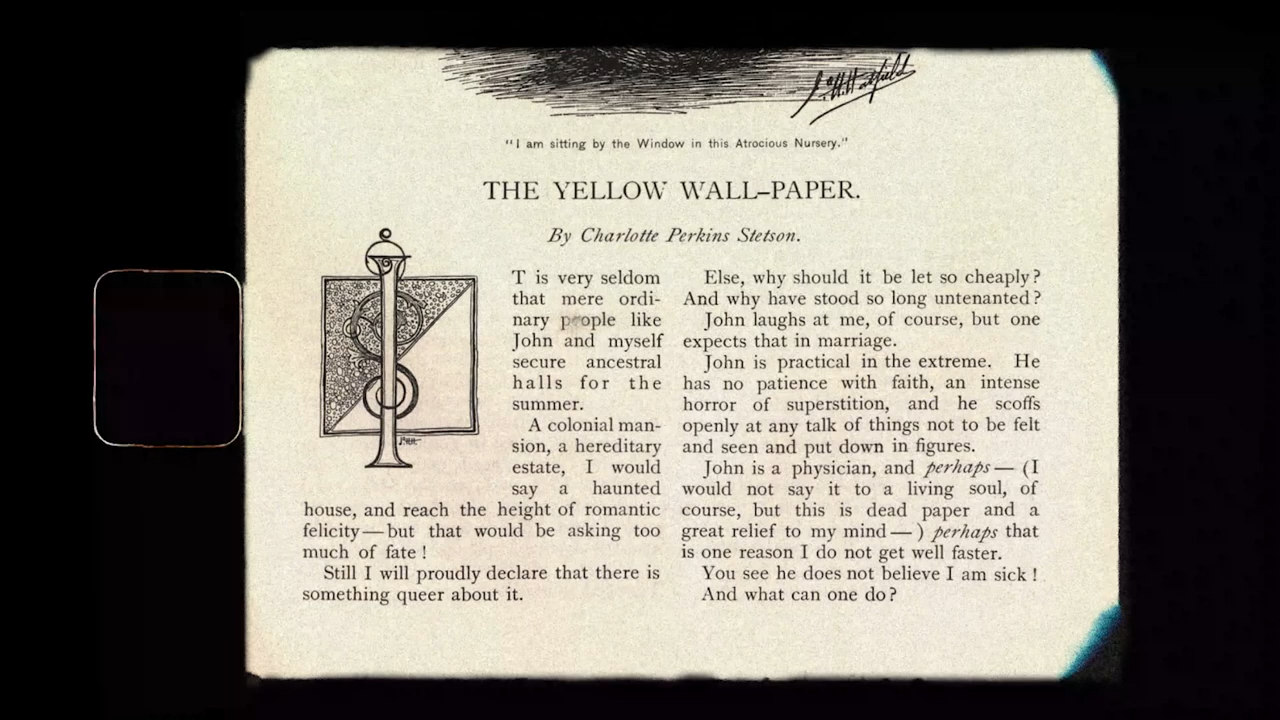 J.H.Hatfield
"I am sitting by the Window in this Atrocious Nursery."
THE YELLOW WALL-PAPER.
By Charlotte Perkins Stetson.
IT is very seldom
that mere ordi-
nary people like
John and myself
secure ancestral
halls for the
summer.
A colonial man-
sion, a hereditary
estate, I would
say a haunted
house, and reach the height of romantic
felicity—but that would be asking too
much of fate!
Still I will proudly declare that there is
something queer about it.
Else, why should it be let so cheaply?
And why have stood so long untenanted?
John laughs at me, of course, but one
expects that in marriage.
John is practical in the extreme. He
has no patience with faith, an intense
horror of superstition, and he scoffs
openly at any talk of things not to be felt
and seen and put down in figures.
John is a physician, and perhaps— (I
would not say it to a living soul, of
course, but this is dead paper and a
great relief to my mind—) perhaps that
is one reason I do not get well faster.
You see he does not believe I am sick!
And what can one do?